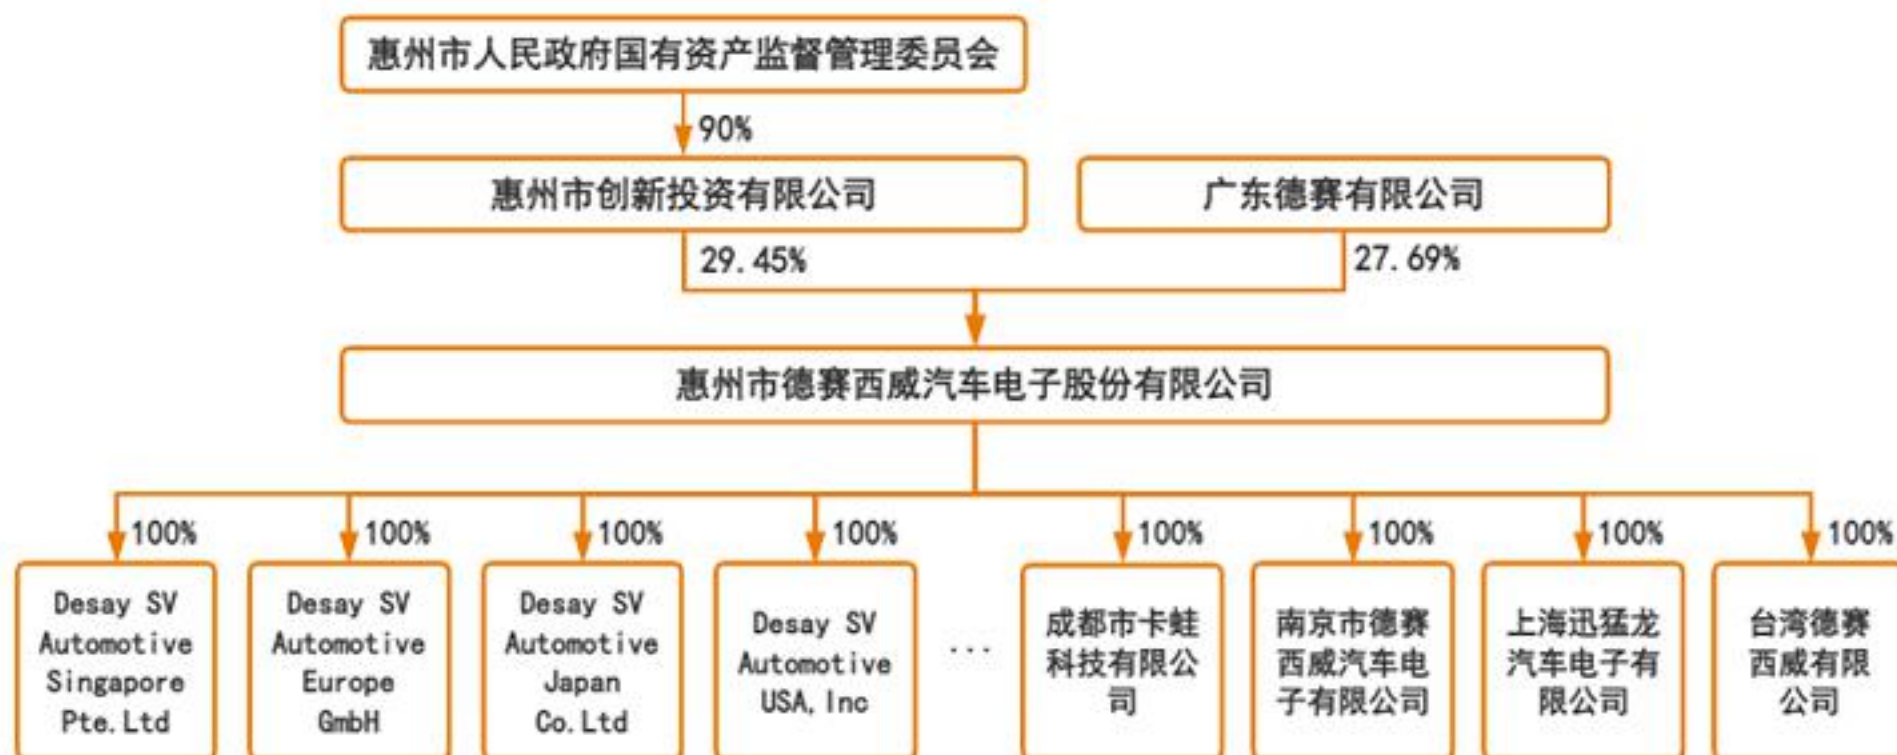 惠州市人民政府国有资产监督管理委员会
90%
惠州市创新投资有限公司
广东德赛有限公司
29.45%
27.69%
惠州市德赛西威汽车电子股份有限公司
100%
100%
100%
100%
100%
100%
100%
100%
Desay SV
Automotive
Singapore
Pte.Ltd
Desay SV
Automotive
Europe
GmbH
Desay SV
Automotive
Japan
Co.Ltd
Desay SV
Automotive
USA,Inc
...
成都市卡蛙
科技有限公
司
南京市德赛
西威汽车电
子有限公司
上海迅猛龙
汽车电子有
限公司
台湾德赛
西威有限
公司